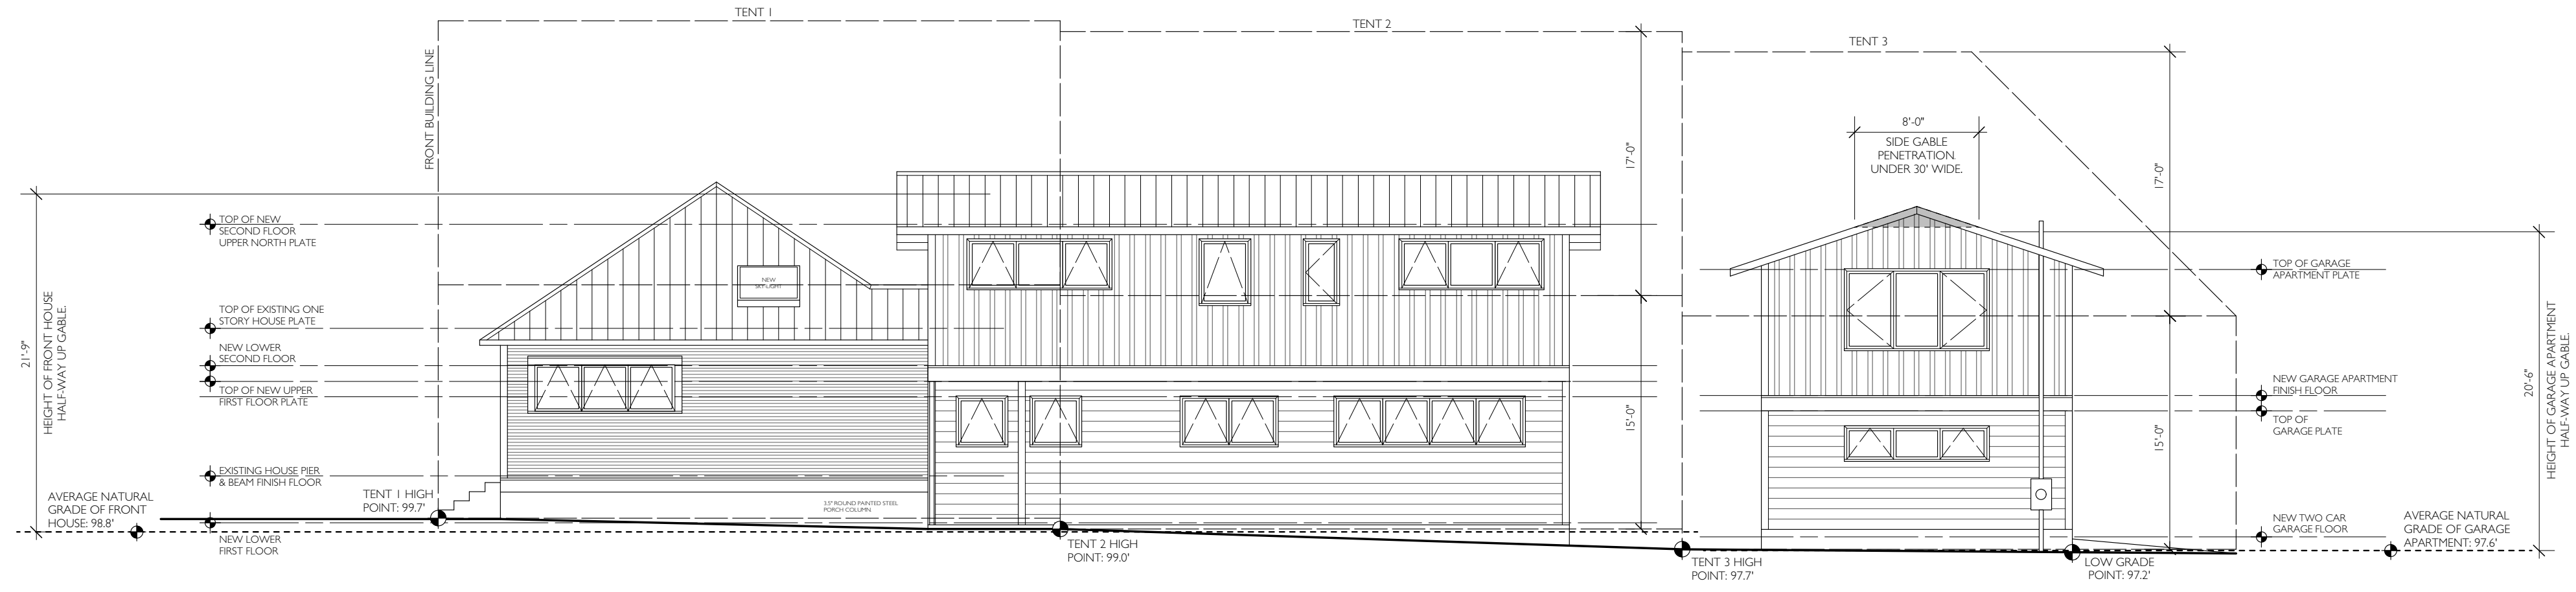 TENT 1
TENT 2
TENT 3
FRONT BUILDING LINE
17'-0"
15'-0"
8'-0"
SIDE GABLE
PENETRATION
UNDER 30' WIDE.
17'-0"
15'-0"
21'-9"
HEIGHT OF FRONT HOUSE
HALF-WAY UP GABLE.
TOP OF NEW
SECOND FLOOR
UPPER NORTH PLATE
TOP OF EXISTING ONE
STORY HOUSE PLATE
NEW LOWER
SECOND FLOOR
TOP OF NEW UPPER
FIRST FLOOR PLATE
EXISTING HOUSE PIER
& BEAM FINISH FLOOR
NEW LOWER
FIRST FLOOR
AVERAGE NATURAL
GRADE OF FRONT
HOUSE: 98.8'
TENT 1 HIGH
POINT: 99.7'
NEW
SKY LIGHT
3.5" ROUND PAINTED STEEL
PORCH COLUMN
TENT 2 HIGH
POINT: 99.0'
TENT 3 HIGH
POINT: 97.7'
LOW GRADE
POINT: 97.2'
TOP OF GARAGE
APARTMENT PLATE
NEW GARAGE APARTMENT
FINISH FLOOR
TOP OF
GARAGE PLATE
NEW TWO CAR
GARAGE FLOOR
AVERAGE NATURAL
GRADE OF GARAGE
APARTMENT: 97.6'
20'-6"
HEIGHT OF GARAGE APARTMENT
HALF-WAY UP GABLE.